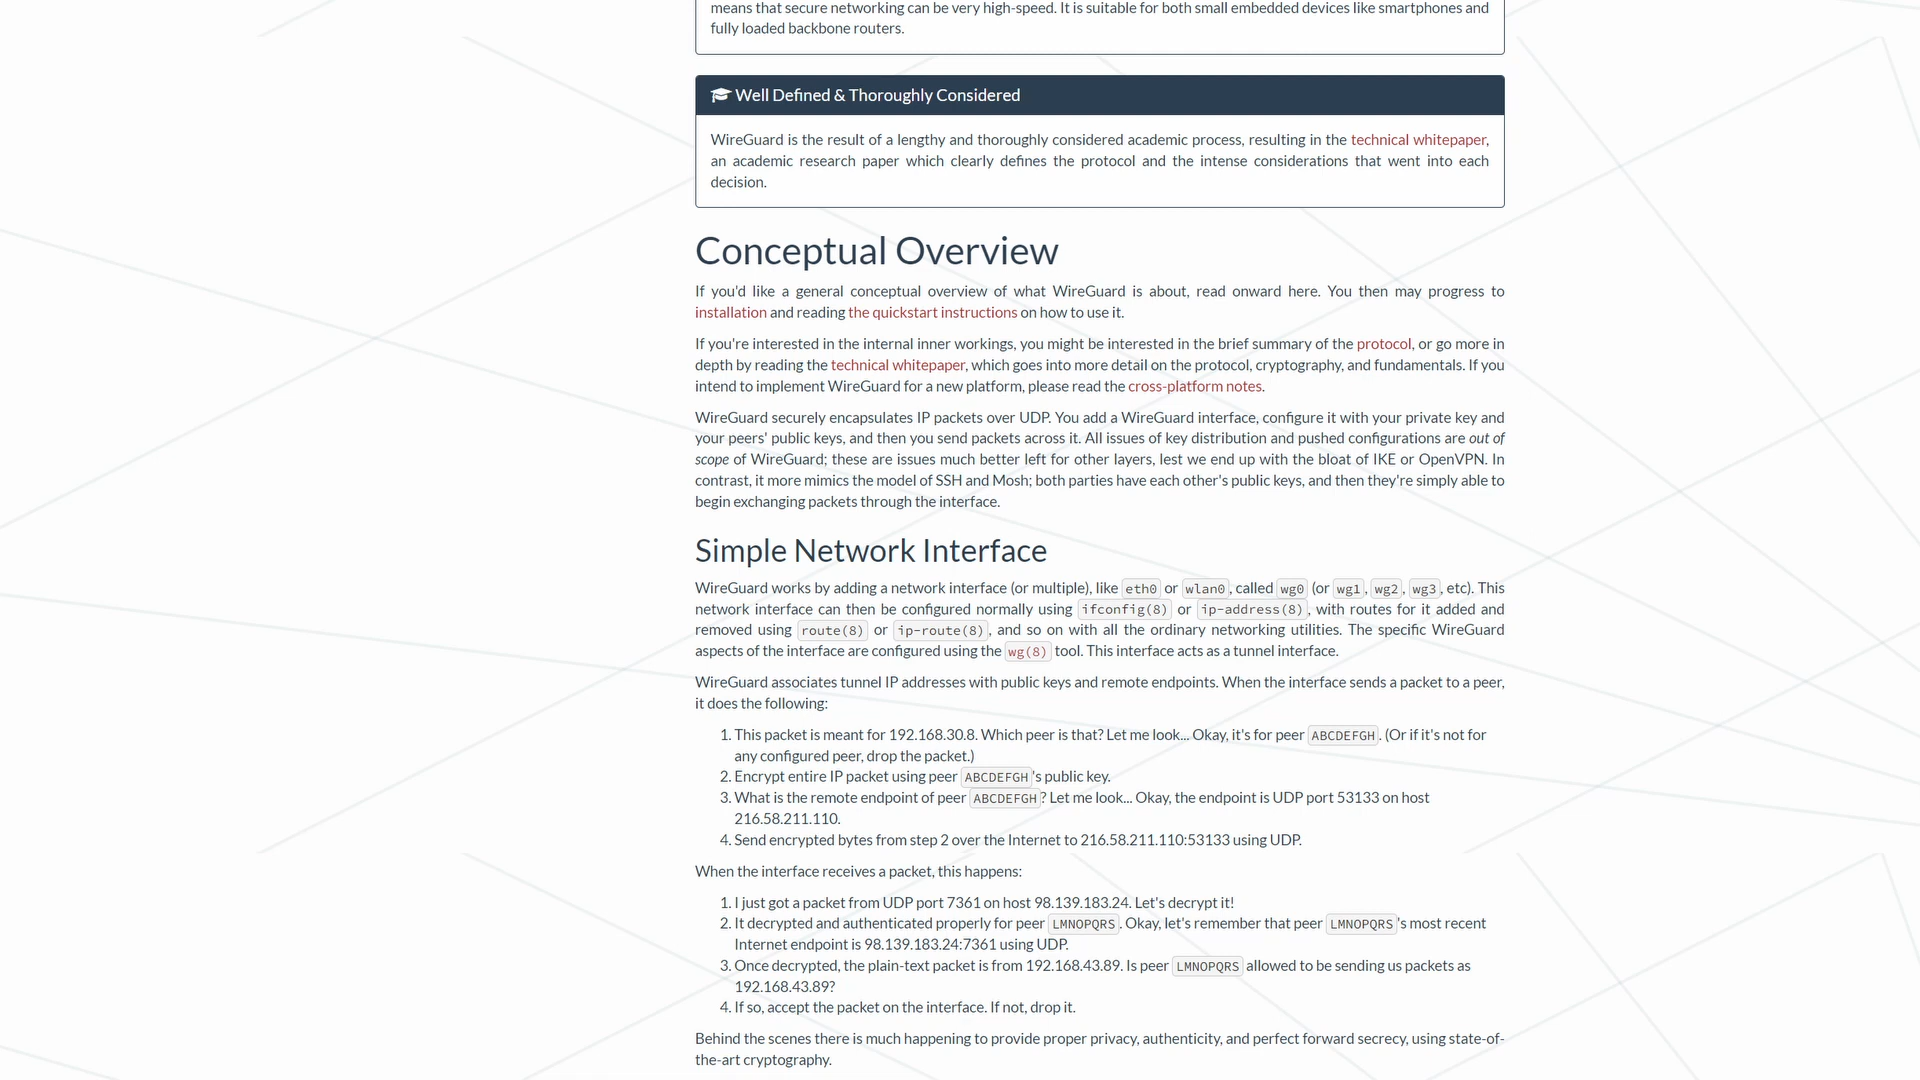 means that secure networking can be very high-speed. It is suitable for both small embedded devices like smartphones and
fully loaded backbone routers.
Well Defined & Thoroughly Considered
WireGuard is the result of a lengthy and thoroughly considered academic process, resulting in the technical whitepaper,
an academic research paper which clearly defines the protocol and the intense considerations that went into each
decision.
Conceptual Overview
If you'd like a general conceptual overview of what WireGuard is about, read onward here. You then may progress to
installation and reading the quickstart instructions on how to use it.
If you're interested in the internal inner workings, you might be interested in the brief summary of the protocol, or go more in
depth by reading the technical whitepaper, which goes into more detail on the protocol, cryptography, and fundamentals. If you
intend to implement WireGuard for a new platform, please read the cross-platform notes.
WireGuard securely encapsulates IP packets over UDP. You add a WireGuard interface, configure it with your private key and
your peers' public keys, and then you send packets across it. All issues of key distribution and pushed configurations are out of
scope of WireGuard; these are issues much better left for other layers, lest we end up with the bloat of IKE or OpenVPN. In
contrast, it more mimics the model of SSH and Mosh; both parties have each other's public keys, and then they're simply able to
begin exchanging packets through the interface.
Simple Network Interface
WireGuard works by adding a network interface (or multiple), like eth0 or wlan0, called wg0 (or wg1, wg2, wg3, etc). This
network interface can then be configured normally using ifconfig(8) or ip-address(8), with routes for it added and
removed using route(8) or ip-route(8), and so on with all the ordinary networking utilities. The specific WireGuard
aspects of the interface are configured using the wg(8) tool. This interface acts as a tunnel interface.
WireGuard associates tunnel IP addresses with public keys and remote endpoints. When the interface sends a packet to a peer,
it does the following:
1. This packet is meant for 192.168.30.8. Which peer is that? Let me look... Okay, it's for peer ABCDEFGH. (Or if it's not for
any configured peer, drop the packet.)
2. Encrypt entire IP packet using peer ABCDEFGH's public key.
3. What is the remote endpoint of peer ABCDEFGH? Let me look... Okay, the endpoint is UDP port 53133 on host
216.58.211.110.
4. Send encrypted bytes from step 2 over the Internet to 216.58.211.110:53133 using UDP.
When the interface receives a packet, this happens:
1. I just got a packet from UDP port 7361 on host 98.139.183.24. Let's decrypt it!
2. It decrypted and authenticated properly for peer LMNOPQRS. Okay, let's remember that peer LMNOPQRS's most recent
Internet endpoint is 98.139.183.24:7361 using UDP.
3. Once decrypted, the plain-text packet is from 192.168.43.89. Is peer LMNOPQRS allowed to be sending us packets as
192.168.43.89?
4. If so, accept the packet on the interface. If not, drop it.
Behind the scenes there is much happening to provide proper privacy, authenticity, and perfect forward secrecy, using state-of-
the-art cryptography.